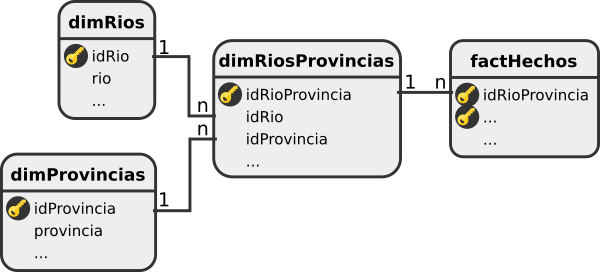 dimRios
idRio
rio
...
dimRiosProvincias
idRioProvincia
idRio
idProvincia
...
factHechos
idRioProvincia
...
...
dimProvincias
idProvincia
provincia
...
1
n
n
1
1
n